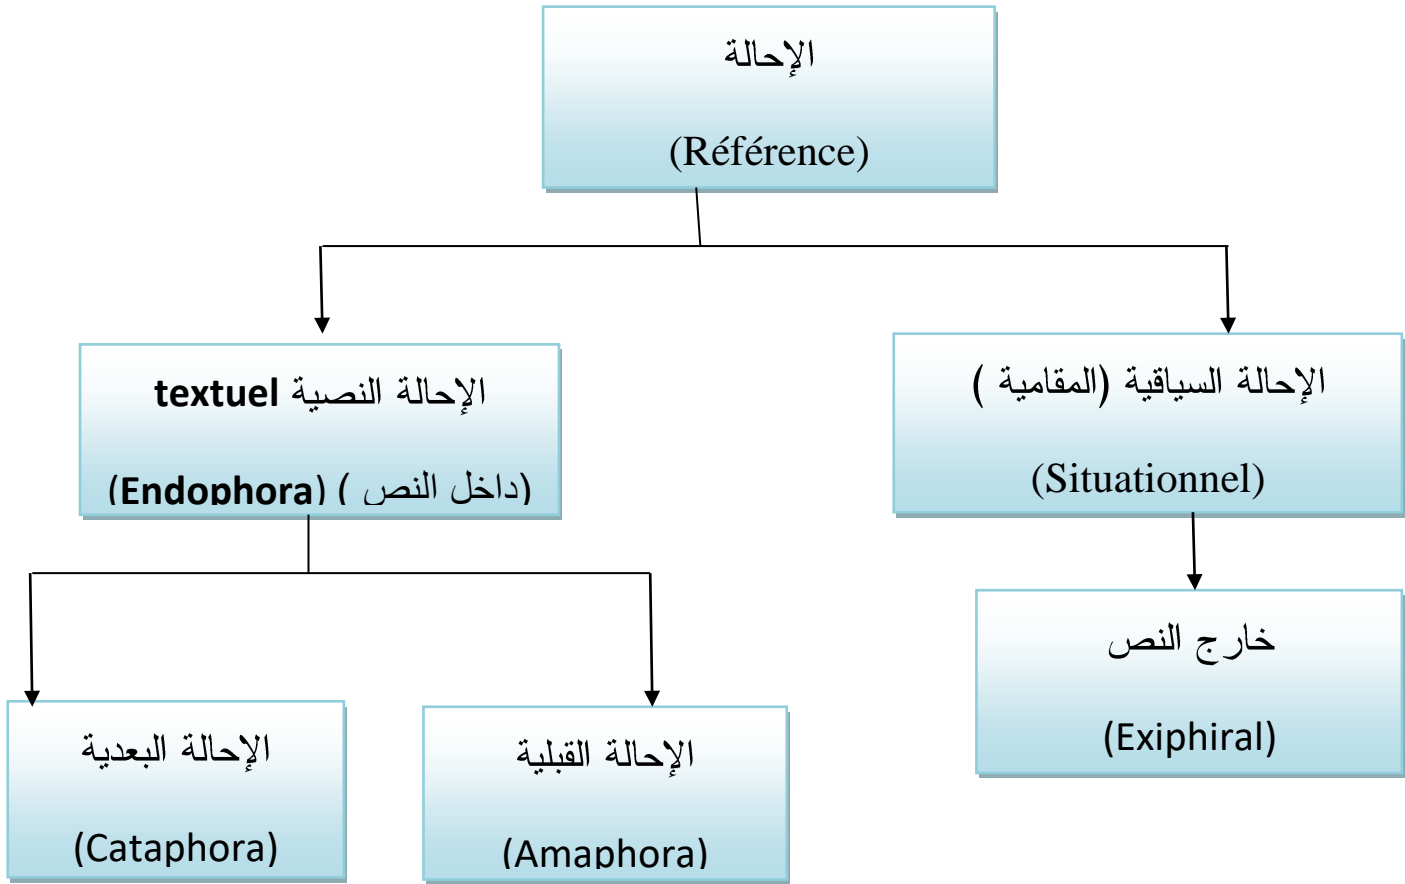 الإحالة
(Référence)
الإحالة السياقية (المقامية )
(Situationnel)
الإحالة النصية textuel
(داخل النص ) (Endophora)
خارج النص
(Exiphiral)
الإحالة القبلية
(Amaphora)
الإحالة البعدية
(Cataphora)